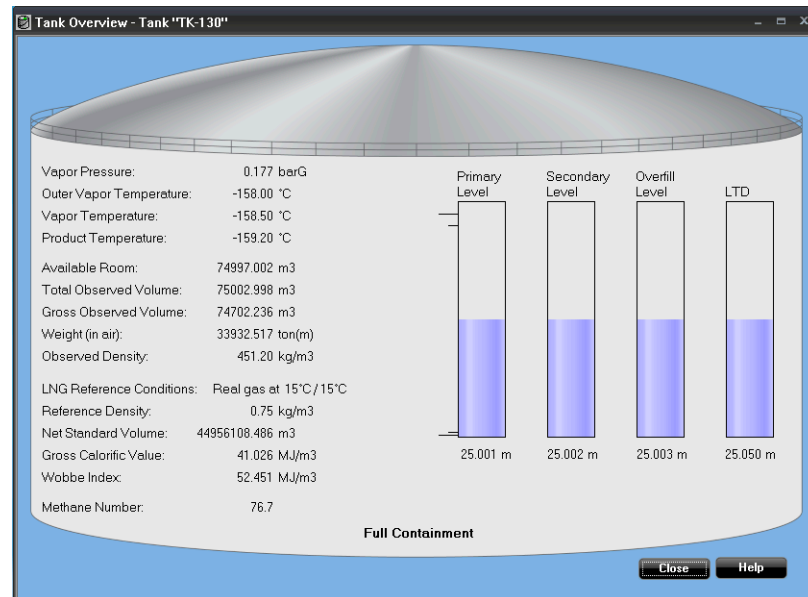 Tank Overview - Tank "TK-130"
Vapor Pressure: 0.177 barG
Outer Vapor Temperature: -158.00 °C
Vapor Temperature: -158.50 °C
Product Temperature: -159.20 °C
Available Room: 74997.002 m3
Total Observed Volume: 75002.998 m3
Gross Observed Volume: 74702.236 m3
Weight (in air): 33932.517 ton(m)
Observed Density: 451.20 kg/m3
LNG Reference Conditions: Real gas at 15°C/15°C
Reference Density: 0.75 kg/m3
Net Standard Volume: 44956108.486 m3
Gross Calorific Value: 41.026 MJ/m3
Wobbe Index: 52.451 MJ/m3
Methane Number: 76.7
Primary Level
Secondary Level
Overfill Level
LTD
25.001 m
25.002 m
25.003 m
25.050 m
Full Containment
Close
Help